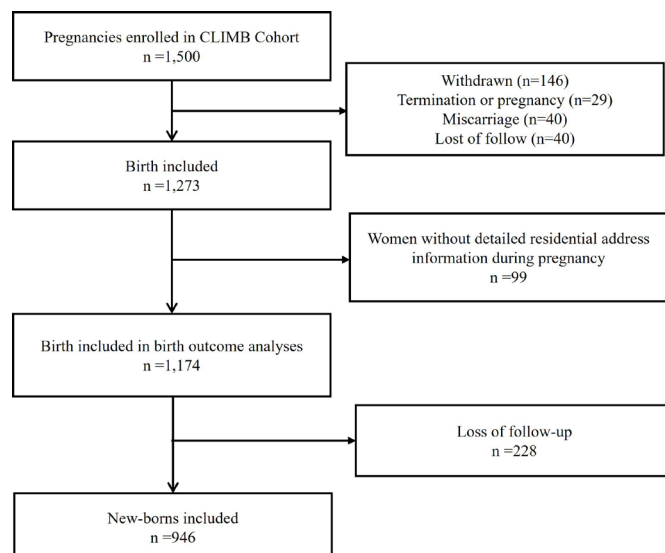 Pregnancies enrolled in CLIMB Cohort
n =1,500
Withdrawn (n=146)
Termination or pregnancy (n=29)
Miscarriage (n=40)
Lost of follow (n=40)
Birth included
n =1,273
Women without detailed residential address
information during pregnancy
n =99
Birth included in birth outcome analyses
n =1,174
Loss of follow-up
n =228
New-borns included
n =946